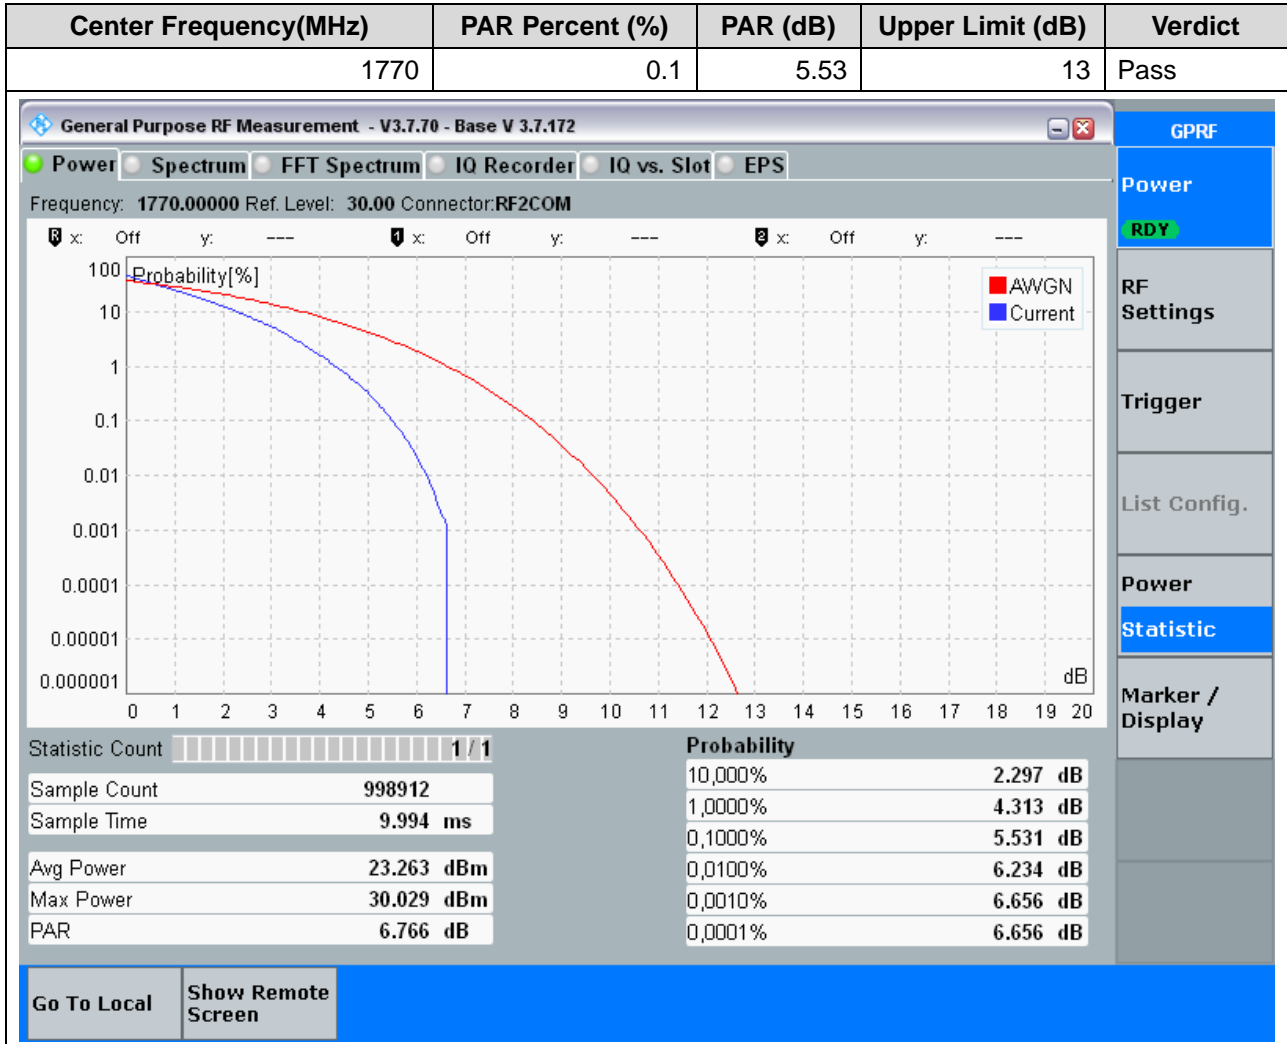 Center Frequency(MHz) PAR Percent (%) PAR (dB) Upper Limit (dB) Verdict
1770 0.1 5.53 13 Pass
General Purpose RF Measurement - V3.7.70 - Base V 3.7.172
GPRF
Power Spectrum FFT Spectrum IQ Recorder IQ vs. Slot EPS
Power
RDY
Frequency: 1770.00000 Ref. Level: 30.00 Connector:RF2COM
R x: Off y: --- 1 x: Off y: --- 2 x: Off y: ---
Probability[%]
AWGN
Current
100
10
1
0.1
0.01
0.001
0.0001
0.00001
0.000001
dB
0 1 2 3 4 5 6 7 8 9 10 11 12 13 14 15 16 17 18 19 20
RF
Settings
Trigger
List Config.
Power
Statistic
Marker /
Display
Statistic Count 1 / 1
Sample Count 998912
Sample Time 9.994 ms
Avg Power 23.263 dBm
Max Power 30.029 dBm
PAR 6.766 dB
Probability
10,000% 2.297 dB
1,0000% 4.313 dB
0,1000% 5.531 dB
0,0100% 6.234 dB
0,0010% 6.656 dB
0,0001% 6.656 dB
Go To Local
Show Remote
Screen